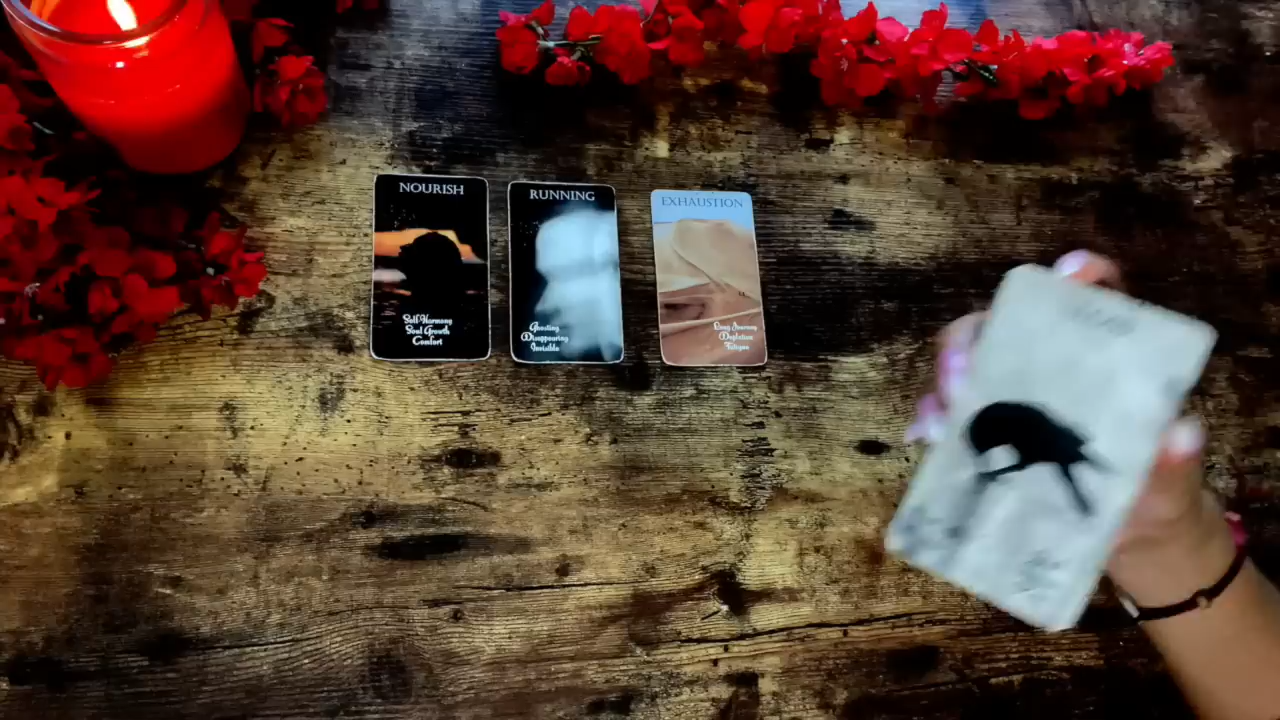 NOURISH
Self-Harmony
Soul Growth
Comfort
RUNNING
Ghosting
Disappearing
Invisible
EXHAUSTION
Long Journey
Depletion
Fatigue